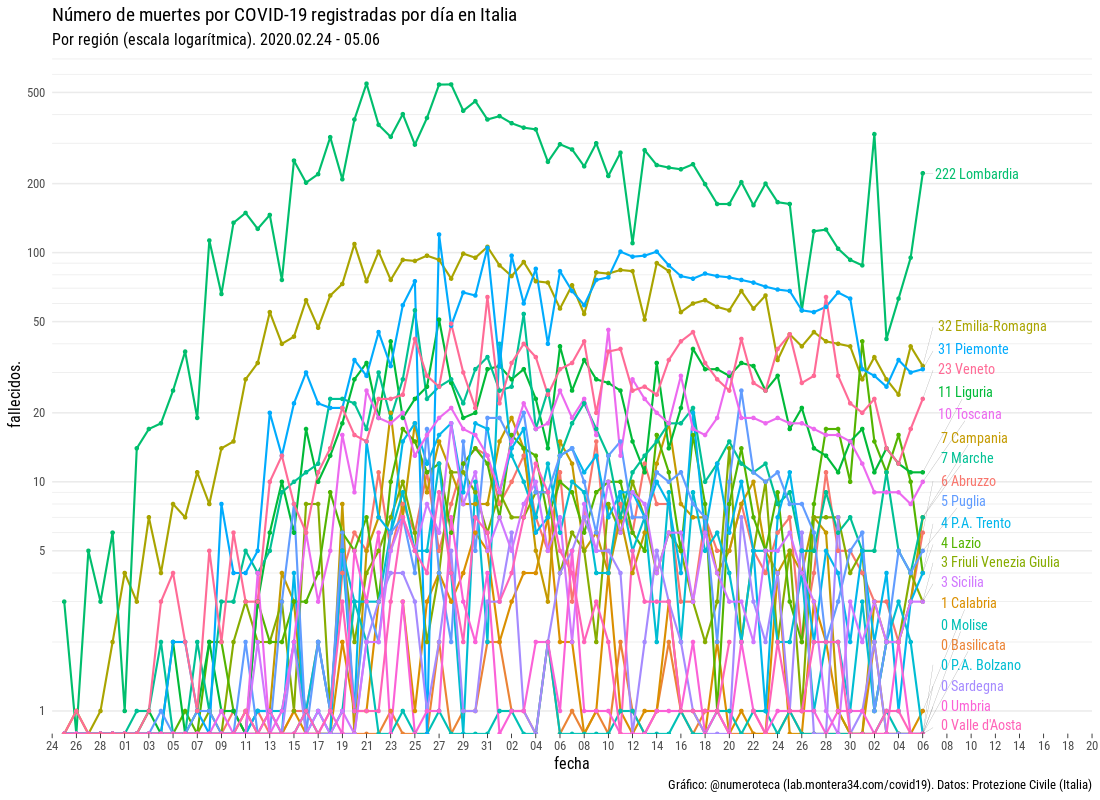 Número de muertes por COVID-19 registradas por día en Italia
Por región (escala logarítmica). 2020.02.24 - 05.06
500
200
100
50
20
10
5
1
fallecidos.
222 Lombardia
32 Emilia-Romagna
31 Piemonte
23 Veneto
11 Liguria
10 Toscana
7 Campania
7 Marche
6 Abruzzo
5 Puglia
4 P.A. Trento
4 Lazio
3 Friuli Venezia Giulia
3 Sicilia
1 Calabria
0 Molise
0 Basilicata
0 P.A. Bolzano
0 Sardegna
0 Umbria
0 Valle d'Aosta
24 26 28 01 03 05 07 09 11 13 15 17 19 21 23 25 27 29 31 02 04 06 08 10 12 14 16 18 20 22 24 26 28 30 02 04 06 08 10 12 14 16 18 20
fecha
Gráfico: @numeroteca (lab.montera34.com/covid19). Datos: Protezione Civile (Italia)